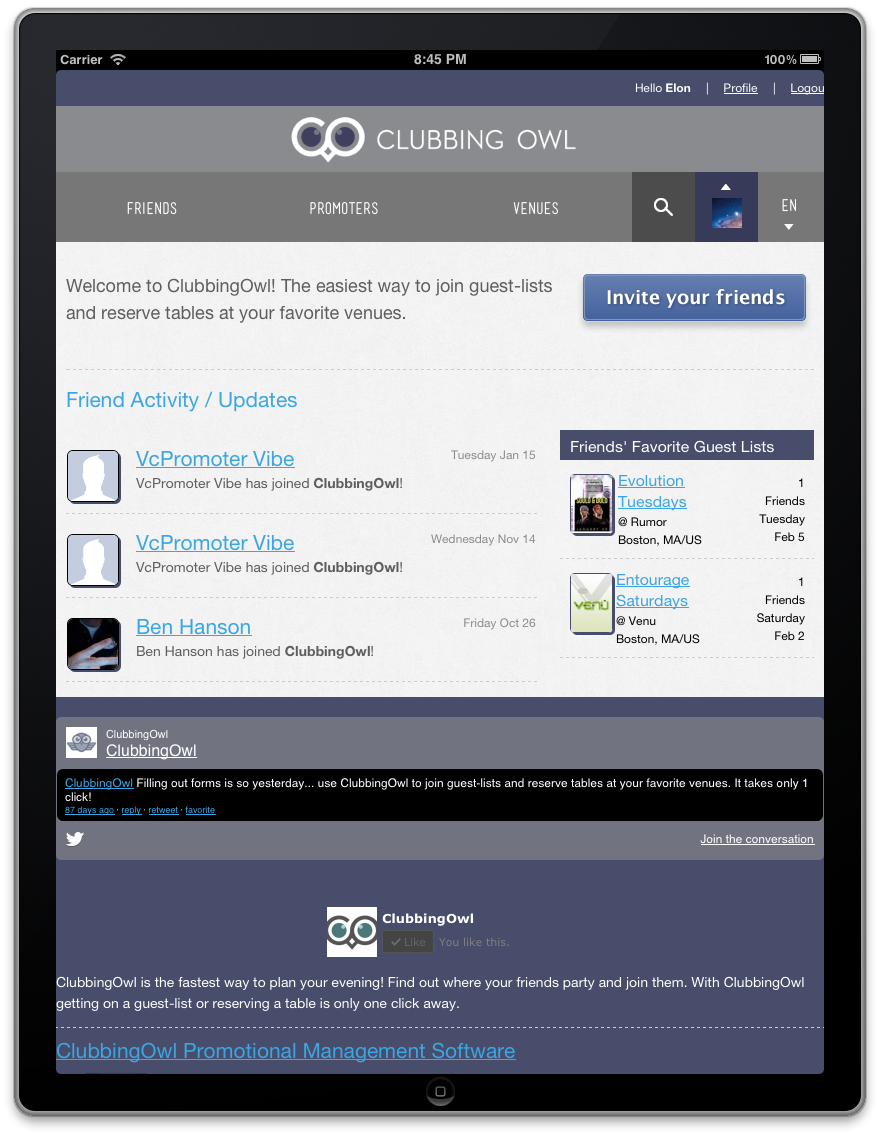 Carrier 8:45 PM 100%
Hello Elon | Profile | Logou
CLUBBING OWL
FRIENDS PROMOTERS VENUES EN
Welcome to ClubbingOwl! The easiest way to join guest-lists
and reserve tables at your favorite venues.
Invite your friends
Friend Activity / Updates
VcPromoter Vibe Tuesday Jan 15
VcPromoter Vibe has joined ClubbingOwl!
VcPromoter Vibe Wednesday Nov 14
VcPromoter Vibe has joined ClubbingOwl!
Ben Hanson Friday Oct 26
Ben Hanson has joined ClubbingOwl!
Friends' Favorite Guest Lists
Evolution
Tuesdays
@ Rumor
Boston, MA/US
1
Friends
Tuesday
Feb 5
VENU
Entourage
Saturdays
@ Venu
Boston, MA/US
1
Friends
Saturday
Feb 2
ClubbingOwl
ClubbingOwl
ClubbingOwl Filling out forms is so yesterday... use ClubbingOwl to join guest-lists and reserve tables at your favorite venues. It takes only 1
click!
87 days ago · reply · retweet · favorite
Join the conversation
ClubbingOwl
Like You like this.
ClubbingOwl is the fastest way to plan your evening! Find out where your friends party and join them. With ClubbingOwl
getting on a guest-list or reserving a table is only one click away.
ClubbingOwl Promotional Management Software